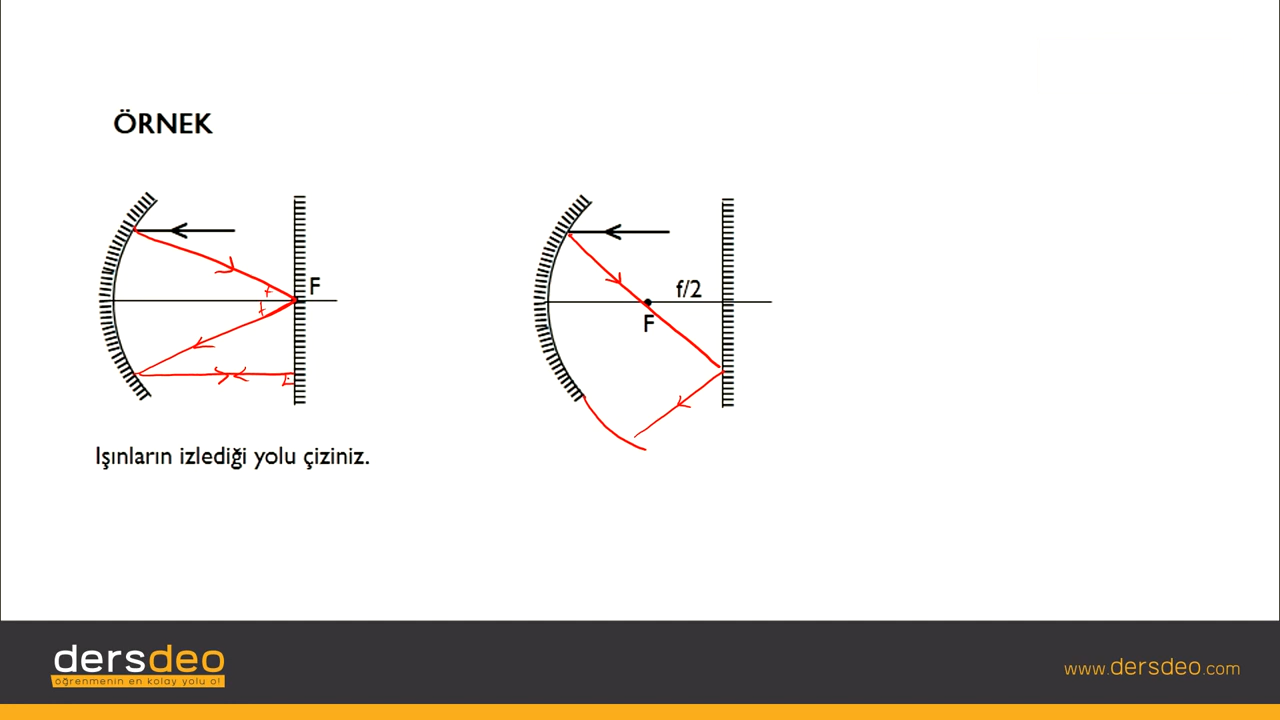 ÖRNEK
F
f/2
F
Işınların izlediği yolu çiziniz.
dersdeo
öğrenmenin en kolay yolu o!
www.dersdeo.com